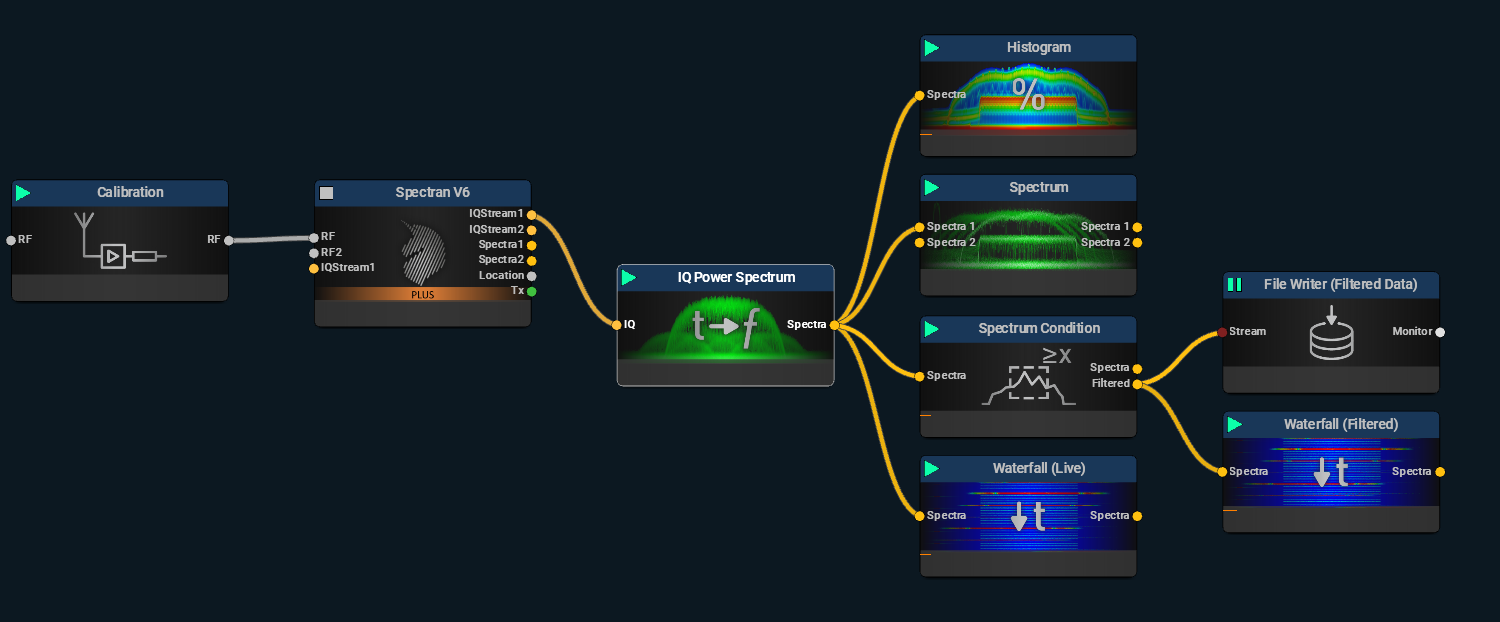 Calibration
RF
RF
Spectran V6
RF
RF2
IQStream1
IQStream1
IQStream2
Spectra1
Spectra2
Location
Tx
PLUS
IQ Power Spectrum
IQ
t→f
Spectra
Histogram
Spectra
%
Spectrum
Spectra 1
Spectra 2
Spectra 1
Spectra 2
Spectrum Condition
≥X
Spectra
Spectra
Filtered
Waterfall (Live)
Spectra
↓t
Spectra
File Writer (Filtered Data)
Stream
Monitor
Waterfall (Filtered)
Spectra
↓t
Spectra